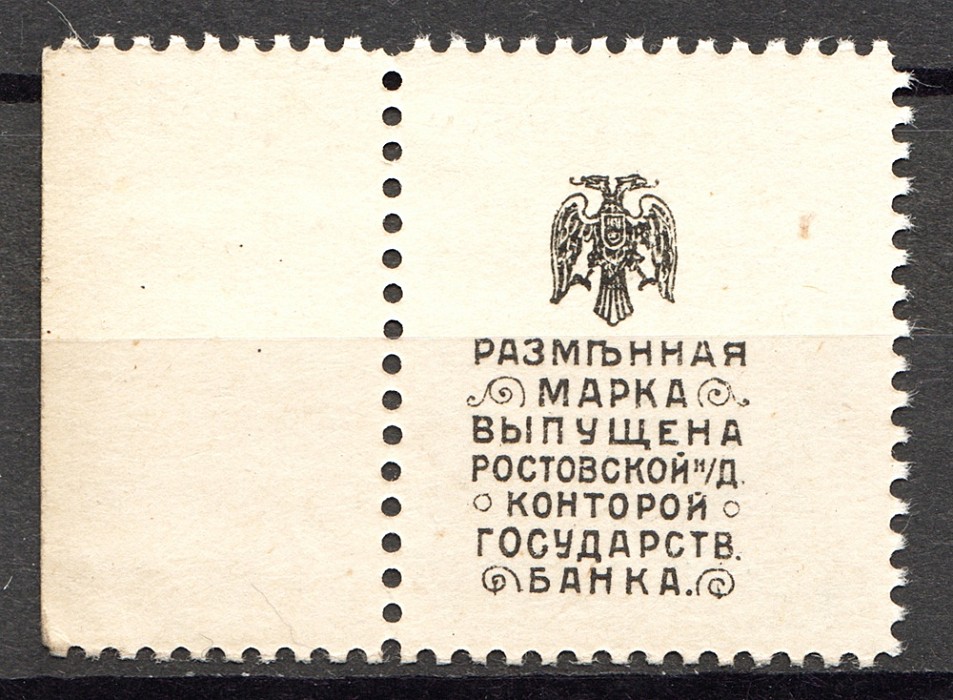 РАЗМѢННАЯ
МАРКА
ВЫПУЩЕНА
РОСТОВСКОЙ Н/Д.
КОНТОРОЙ
ГОСУДАРСТВ.
БАНКА.